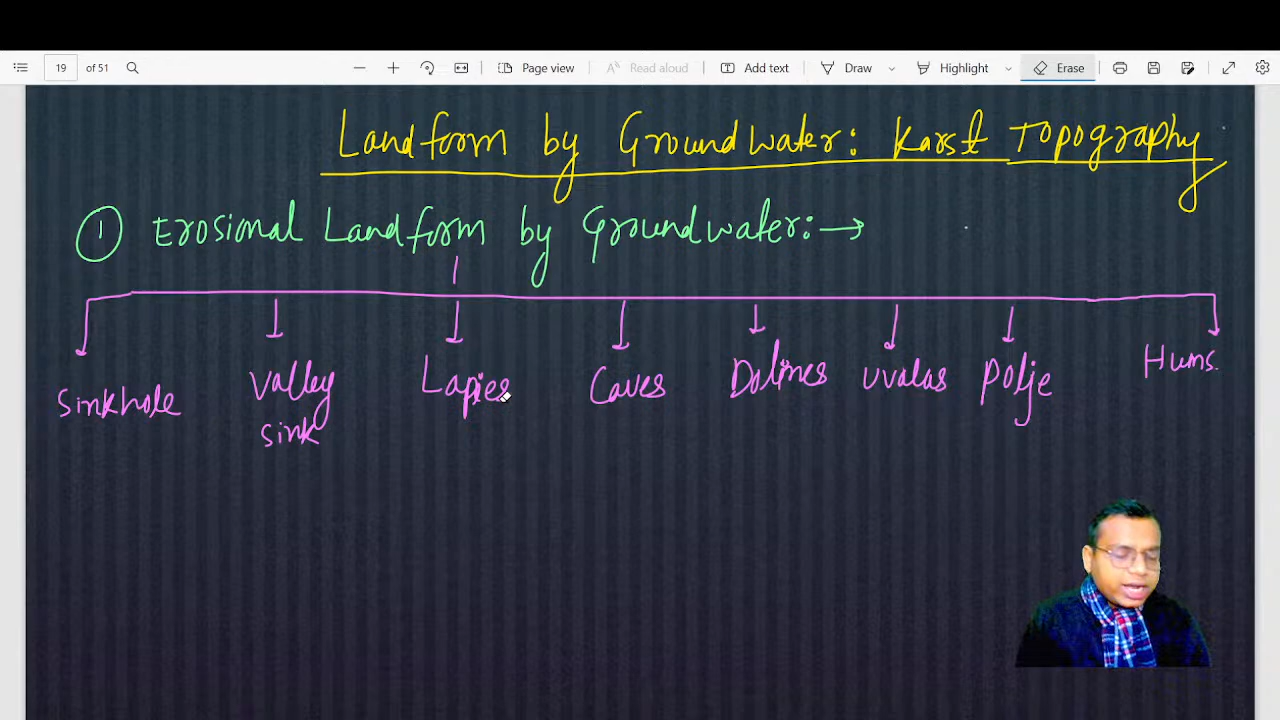 19 of 51 Page view Read aloud Add text Draw Highlight Erase
Landform by Groundwater: Karst Topography
1 Erosional Landform by Groundwater:→
Sinkhole Valley Lapies Caves Dolines Uvalas Polje Hums.
Sink